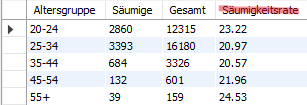 Altersgruppe Säumige Gesamt Säumigkeitsrate
20-24 2860 12315 23.22
25-34 3393 16180 20.97
35-44 684 3326 20.57
45-54 132 601 21.96
55+ 39 159 24.53